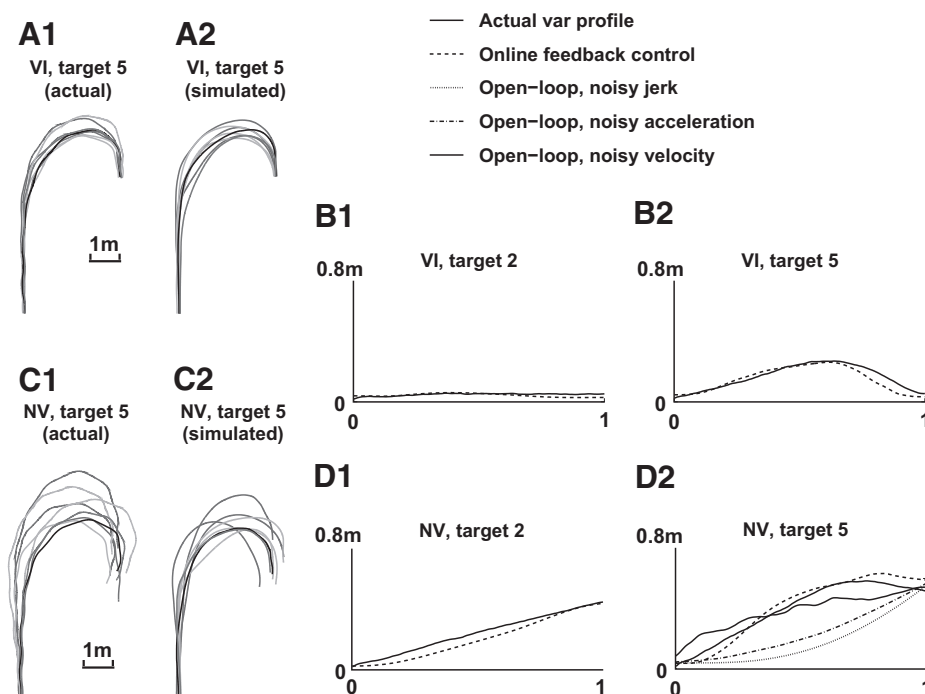 A1
VI, target 5
(actual)
1m
A2
VI, target 5
(simulated)
Actual var profile
Online feedback control
Open−loop, noisy jerk
Open−loop, noisy acceleration
Open−loop, noisy velocity
B1
VI, target 2
0.8m
0
0
1
B2
VI, target 5
0.8m
0
0
1
C1
NV, target 5
(actual)
1m
C2
NV, target 5
(simulated)
D1
NV, target 2
0.8m
0
0
1
D2
NV, target 5
0.8m
0
0
1